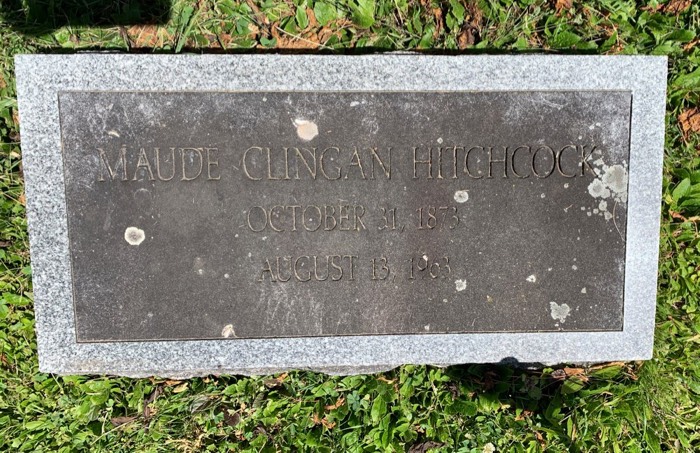 MAUDE CLINGAN HITCHCOCK
OCTOBER 31, 1873
AUGUST 13, 1963